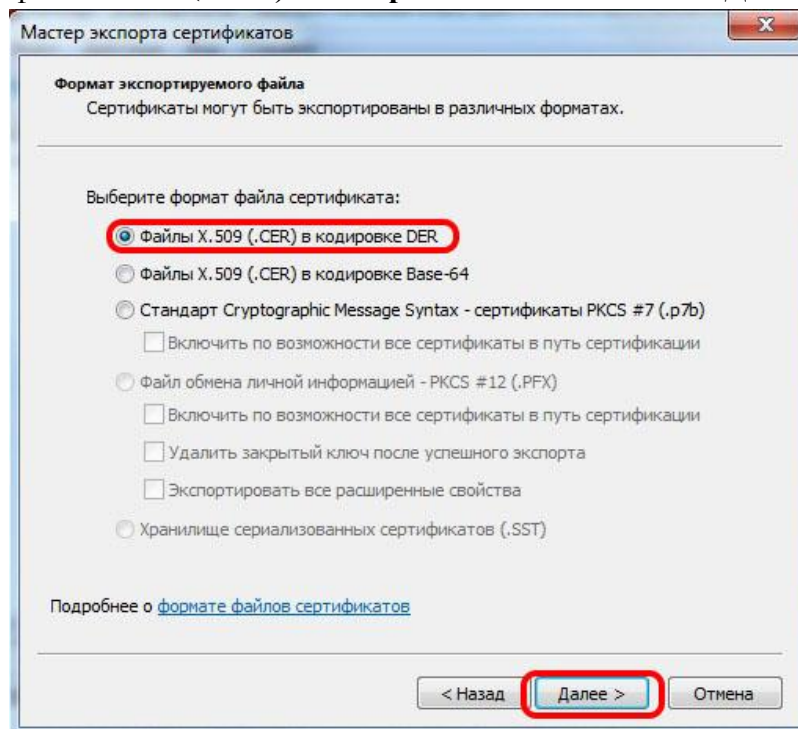 Мастер экспорта сертификатов
Формат экспортируемого файла
Сертификаты могут быть экспортированы в различных форматах.
Выберите формат файла сертификата:
Файлы X.509 (.CER) в кодировке DER
Файлы X.509 (.CER) в кодировке Base-64
Стандарт Cryptographic Message Syntax - сертификаты PKCS #7 (.p7b)
Включить по возможности все сертификаты в путь сертификации
Файл обмена личной информацией - PKCS #12 (.PFX)
Включить по возможности все сертификаты в путь сертификации
Удалить закрытый ключ после успешного экспорта
Экспортировать все расширенные свойства
Хранилище сериализованных сертификатов (.SST)
Подробнее о формате файлов сертификатов
< Назад Далее > Отмена